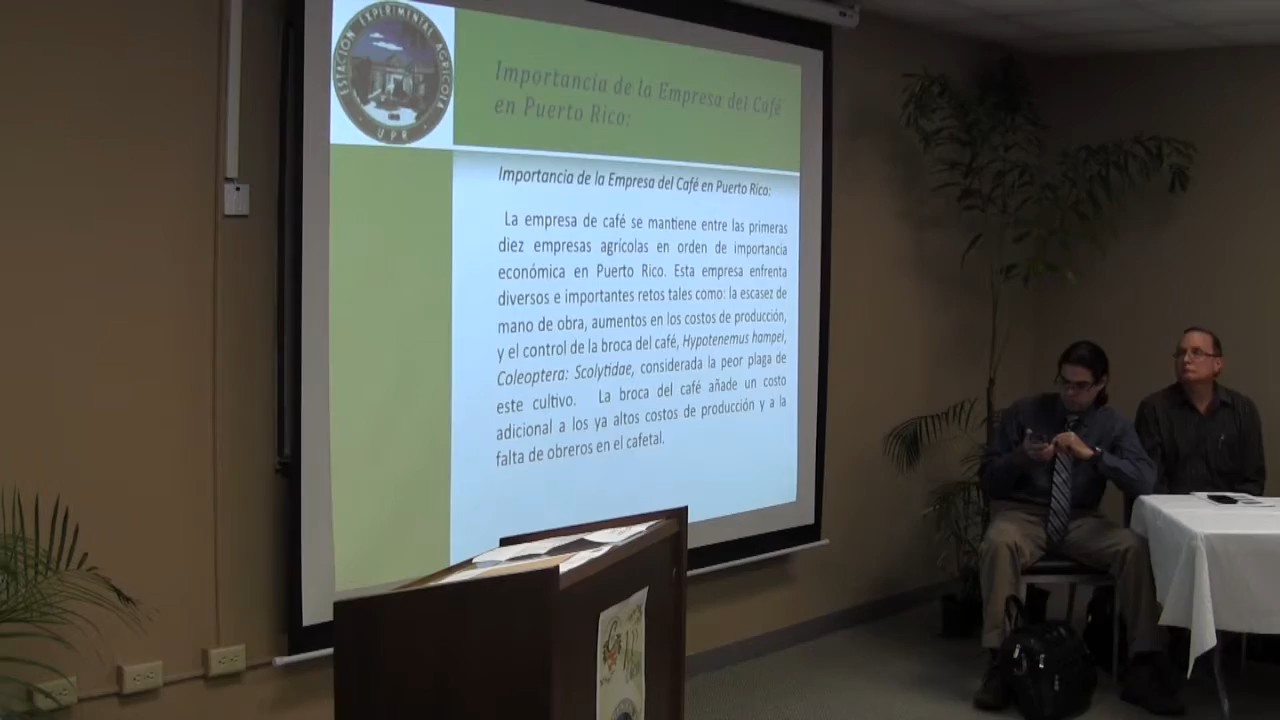 ESTACION EXPERIMENTAL AGRICOLA
UPR
Importancia de la Empresa del Café
en Puerto Rico:
Importancia de la Empresa del Café en Puerto Rico:
La empresa de café se mantiene entre las primeras
diez empresas agrícolas en orden de importancia
económica en Puerto Rico. Esta empresa enfrenta
diversos e importantes retos tales como: la escasez de
mano de obra, aumentos en los costos de producción,
y el control de la broca del café, Hypotenemus hampei,
Coleoptera: Scolytidae, considerada la peor plaga de
este cultivo. La broca del café añade un costo
adicional a los ya altos costos de producción y a la
falta de obreros en el cafetal.